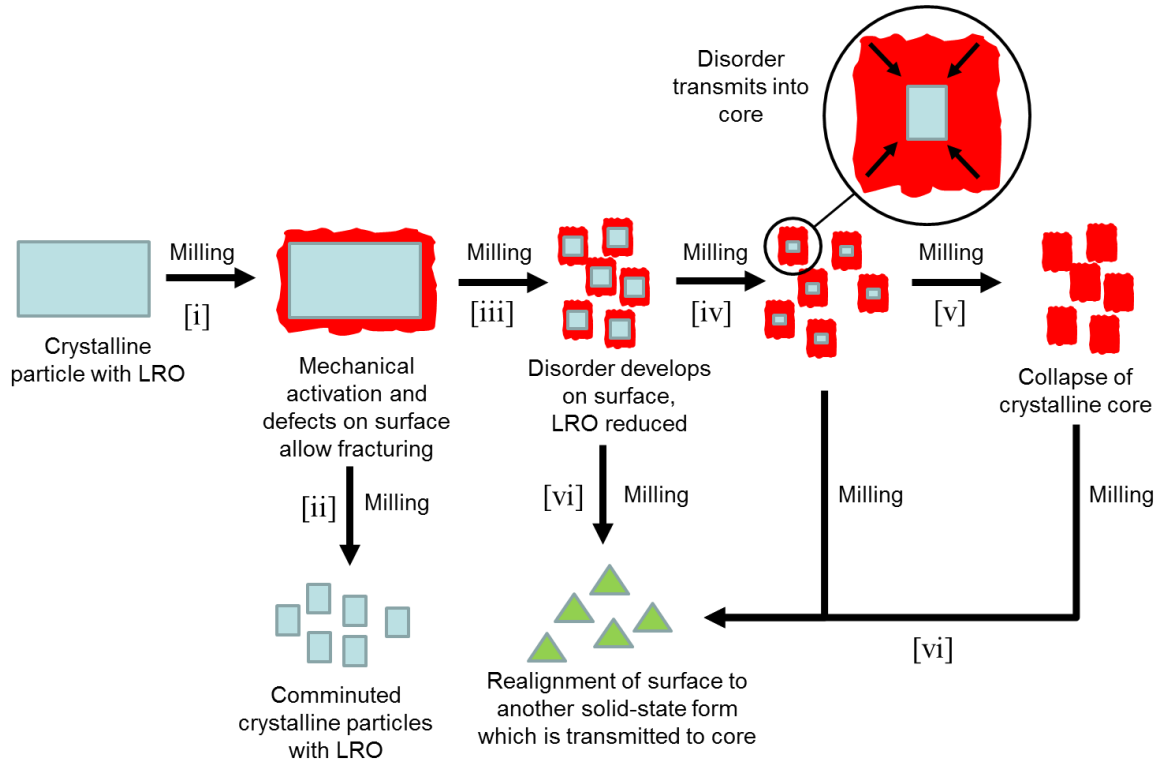 Disorder
transmits into
core
Milling
[i]
Milling
[iii]
Milling
[iv]
Milling
[v]
Crystalline
particle with LRO
Mechanical
activation and
defects on surface
allow fracturing
Disorder develops
on surface,
LRO reduced
Collapse of
crystalline core
[ii]
Milling
[vi]
Milling
Milling
Milling
[vi]
Comminuted
crystalline particles
with LRO
Realignment of surface to
another solid-state form
which is transmitted to core